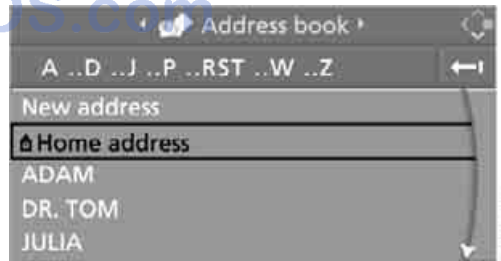 Address book
A ..D ..J ..P ..RST ..W ..Z
New address
Home address
ADAM
DR. TOM
JULIA